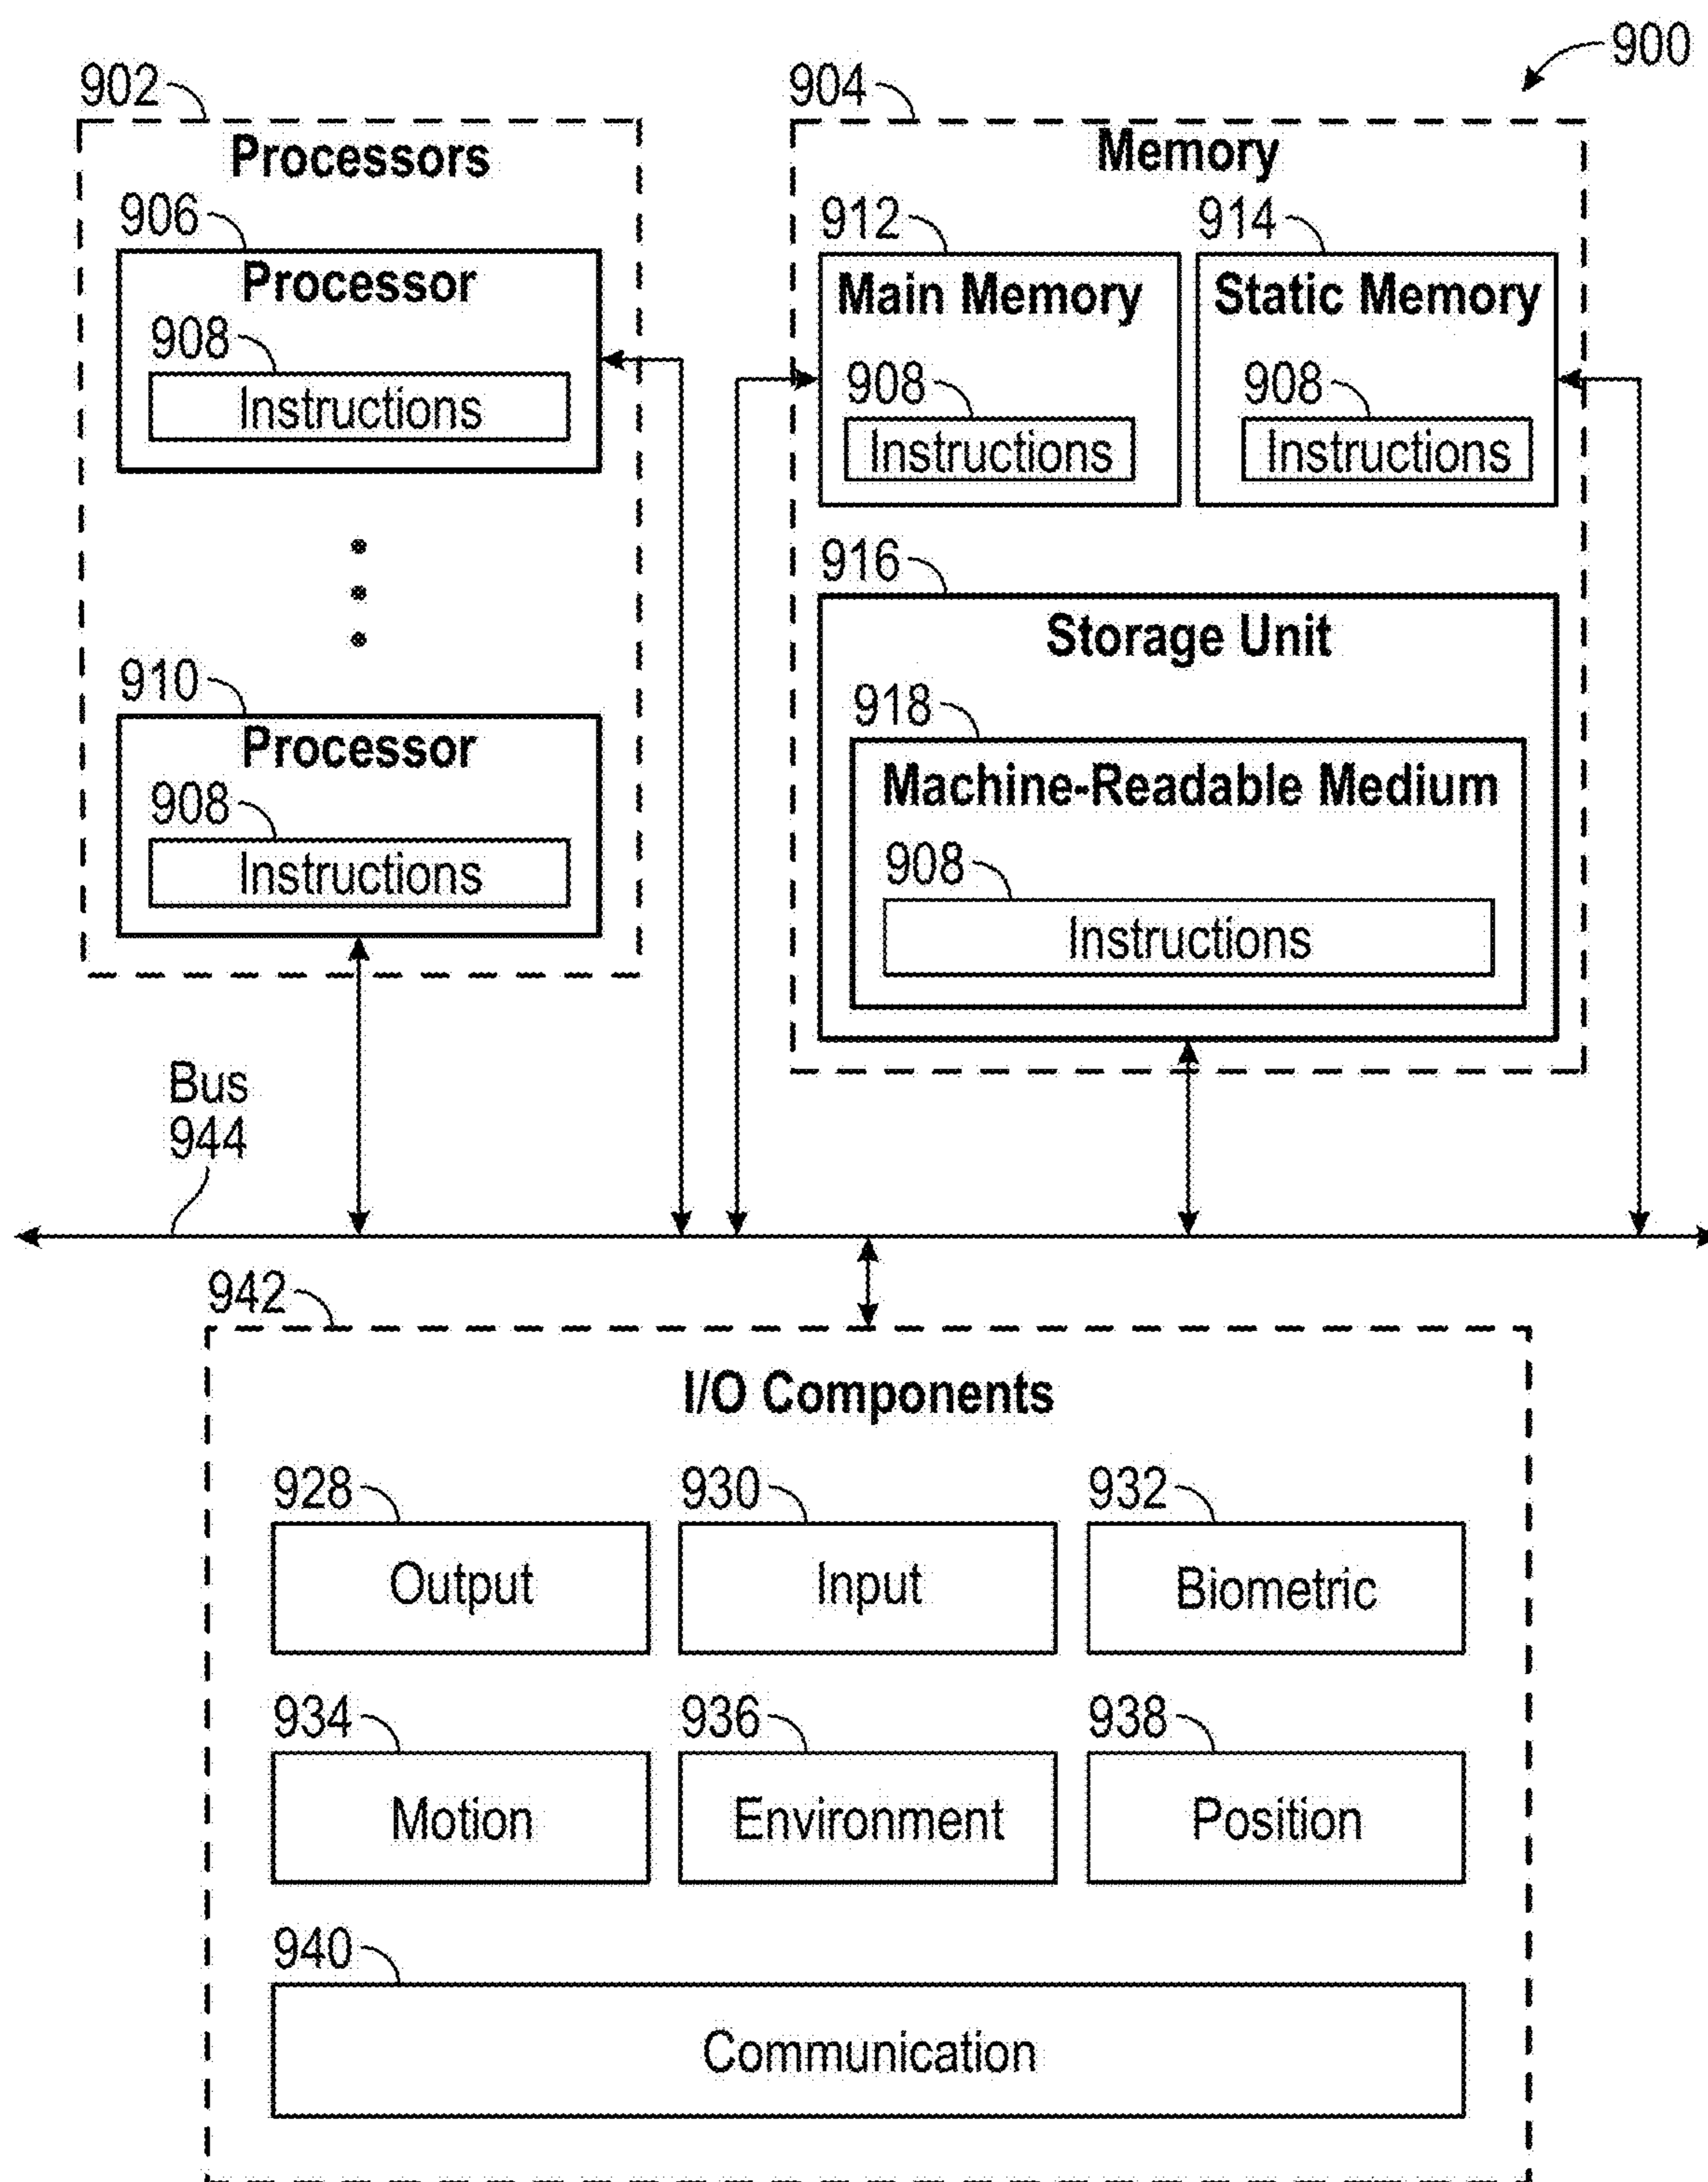 900
902
Processors
906
Processor
908
Instructions
910
Processor
908
Instructions
904
Memory
912
Main Memory
908
Instructions
914
Static Memory
908
Instructions
916
Storage Unit
918
Machine-Readable Medium
908
Instructions
Bus
944
942
I/O Components
928
Output
930
Input
932
Biometric
934
Motion
936
Environment
938
Position
940
Communication